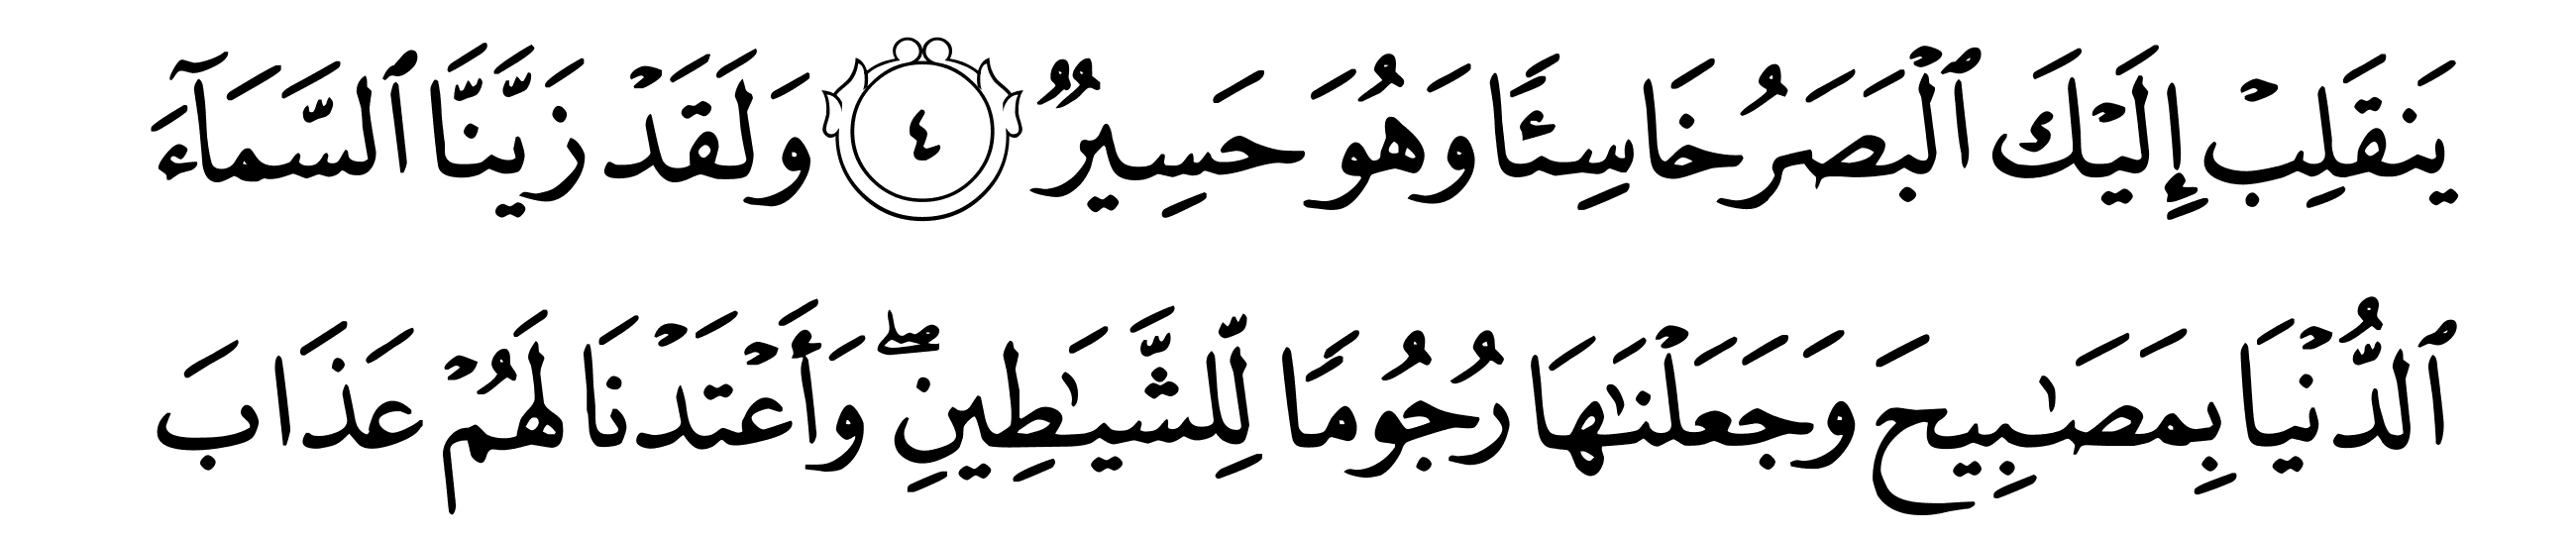 يَنقَلِبۡ إِلَيۡكَ ٱلۡبَصَرُ خَاسِئٗا وَهُوَ حَسِيرٞ ٤ وَلَقَدۡ زَيَّنَّا ٱلسَّمَآءَ
ٱلدُّنۡيَا بِمَصَٰبِيحَ وَجَعَلۡنَٰهَا رُجُومٗا لِّلشَّيَٰطِينِۖ وَأَعۡتَدۡنَا لَهُمۡ عَذَابَ